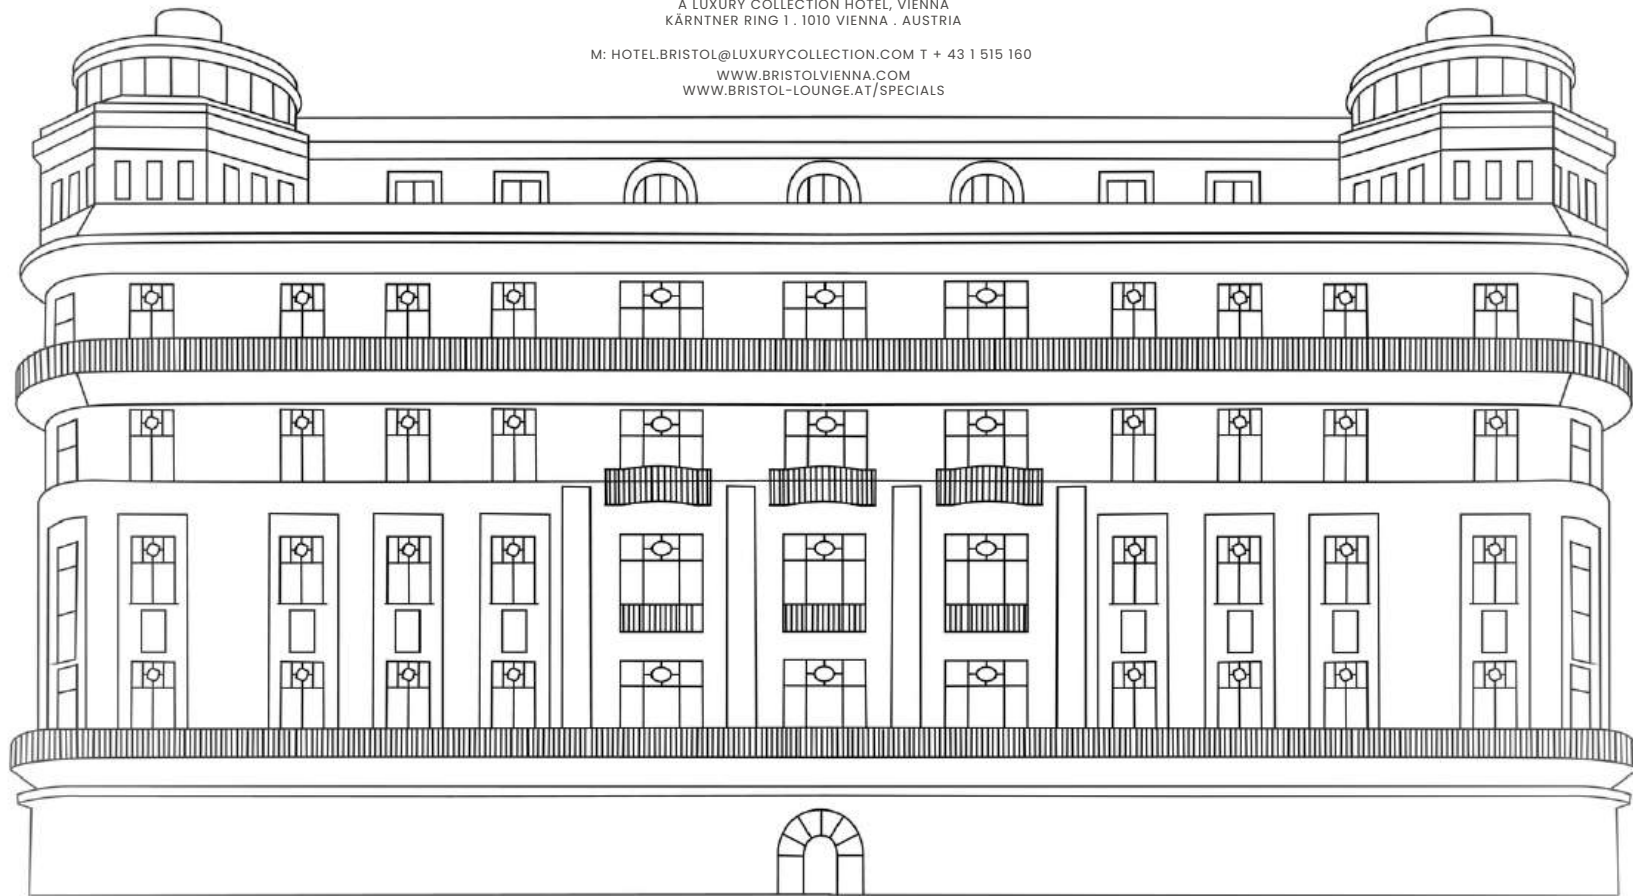 A LUXURY COLLECTION HOTEL, VIENNA
KÄRNTNER RING 1 . 1010 VIENNA . AUSTRIA
M: HOTEL.BRISTOL@LUXURYCOLLECTION.COM T + 43 1 515 160
WWW.BRISTOLVIENNA.COM
WWW.BRISTOL-LOUNGE.AT/SPECIALS